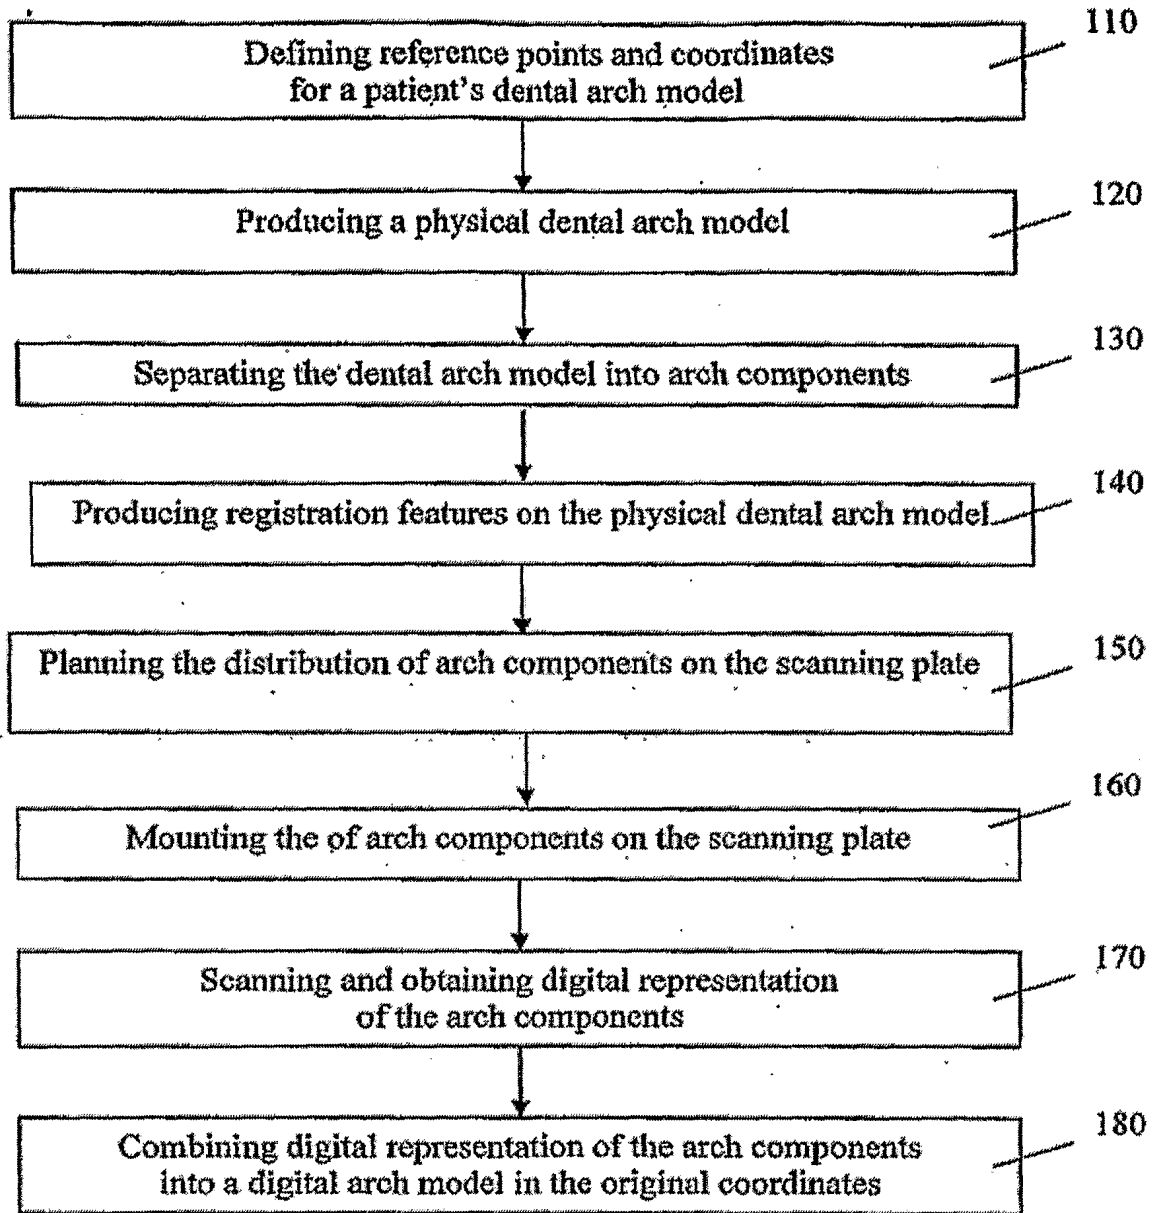 110
Defining reference points and coordinates
for a patient's dental arch model
120
Producing a physical dental arch model
130
Separating the dental arch model into arch components
140
Producing registration features on the physical dental arch model
150
Planning the distribution of arch components on the scanning plate
160
Mounting the of arch components on the scanning plate
170
Scanning and obtaining digital representation
of the arch components
180
Combining digital representation of the arch components
into a digital arch model in the original coordinates